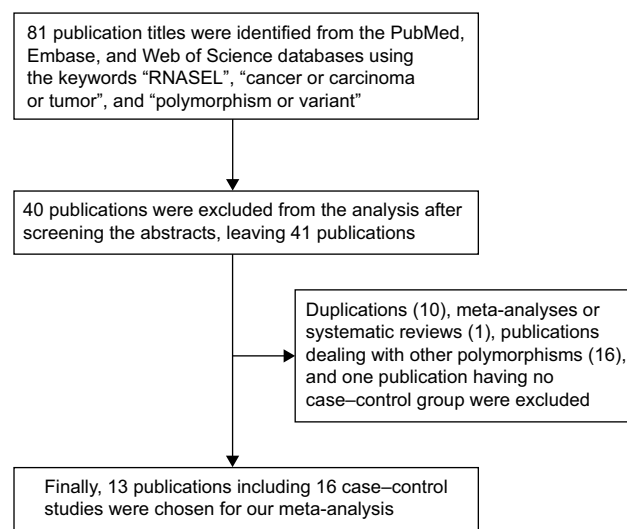 81 publication titles were identified from the PubMed,
Embase, and Web of Science databases using
the keywords “RNASEL”, “cancer or carcinoma
or tumor”, and “polymorphism or variant”
40 publications were excluded from the analysis after
screening the abstracts, leaving 41 publications
Duplications (10), meta-analyses or
systematic reviews (1), publications
dealing with other polymorphisms (16),
and one publication having no
case–control group were excluded
Finally, 13 publications including 16 case–control
studies were chosen for our meta-analysis